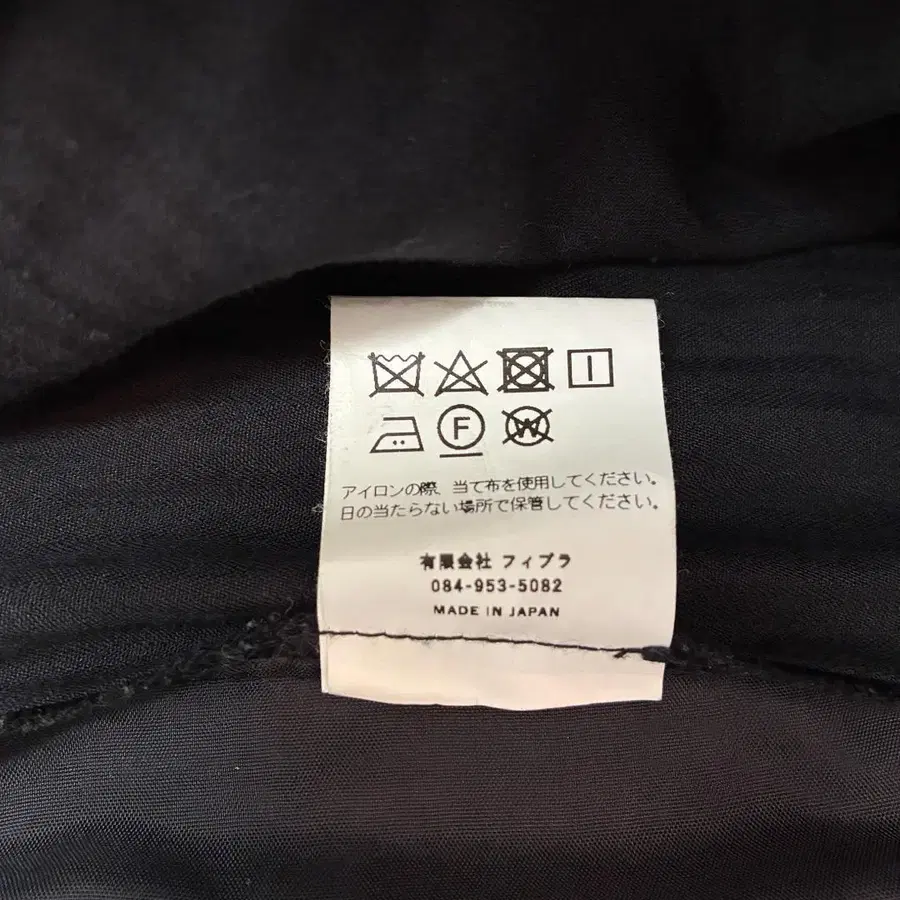 F W
アイロンの際、当て布を使用してください。
日の当たらない場所で保管してください。
有限会社 フィプラ
084-953-5082
MADE IN JAPAN